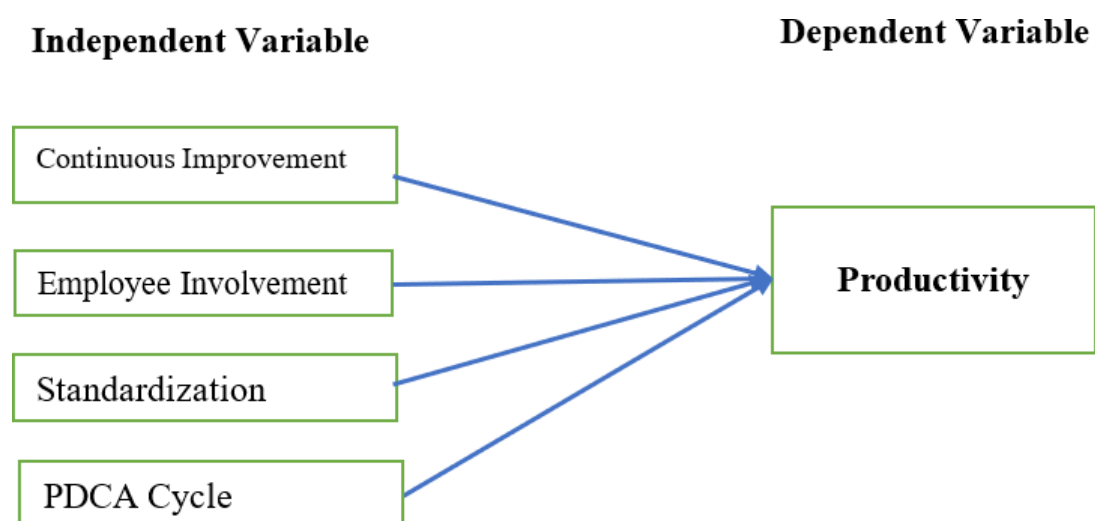 Independent Variable
Dependent Variable
Continuous Improvement
Employee Involvement
Productivity
Standardization
PDCA Cycle